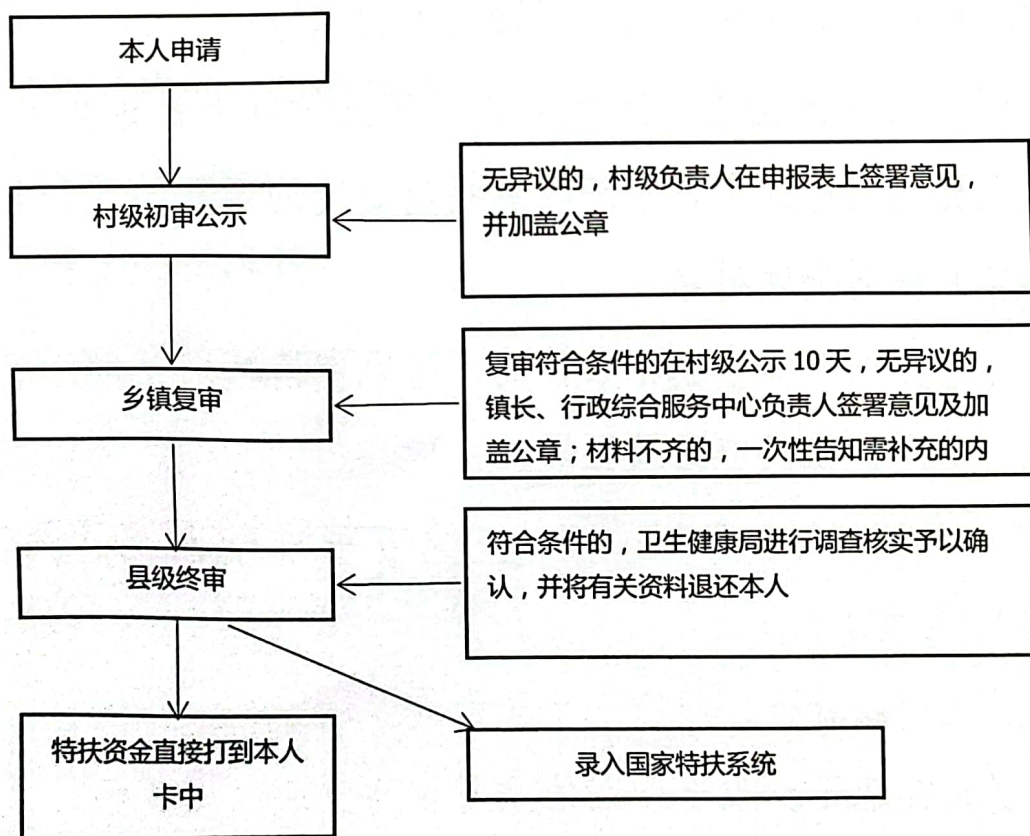 本人申请
村级初审公示
无异议的，村级负责人在申报表上签署意见，
并加盖公章
乡镇复审
复审符合条件的在村级公示 10 天，无异议的，
镇长、行政综合服务中心负责人签署意见及加
盖公章；材料不齐的，一次性告知需补充的内
县级终审
符合条件的，卫生健康局进行调查核实予以确
认，并将有关资料退还本人
特扶资金直接打到本人
卡中
录入国家特扶系统